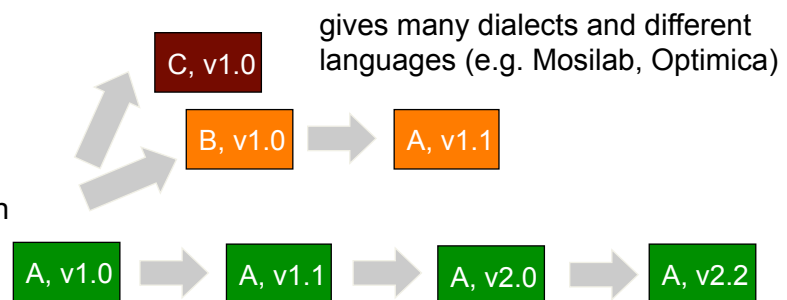 gives many dialects and different
languages (e.g. Mosilab, Optimica)
C, v1.0
B, v1.0
A, v1.1
A, v1.0
A, v1.1
A, v2.0
A, v2.2